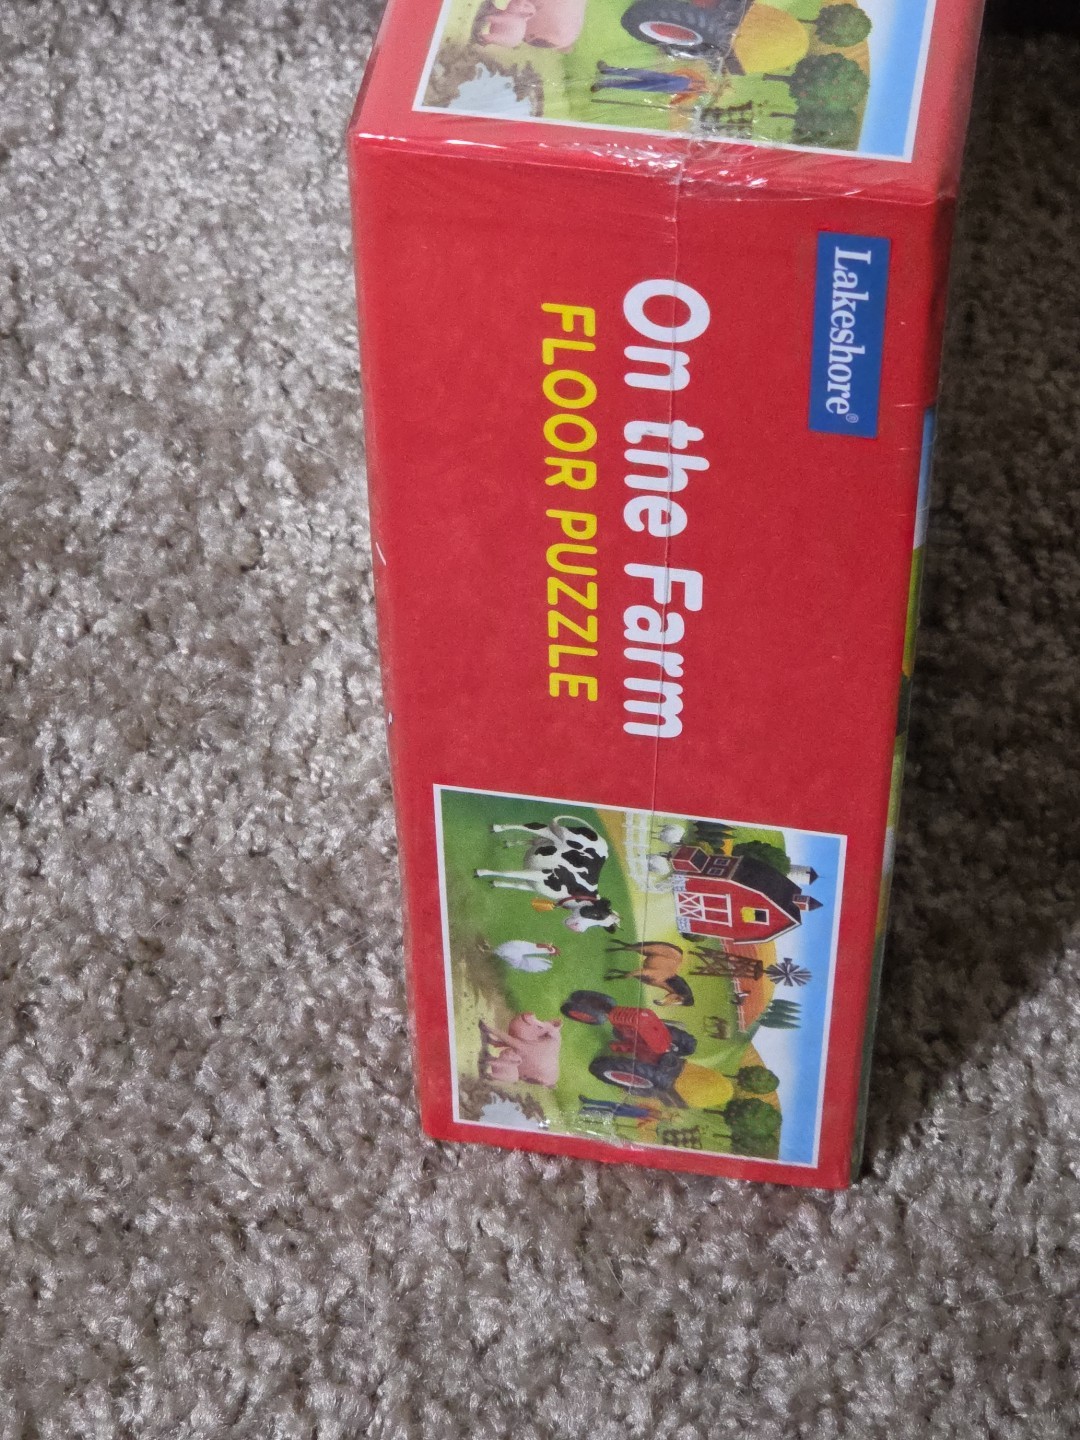 Lakeshore®
On the Farm
FLOOR PUZZLE